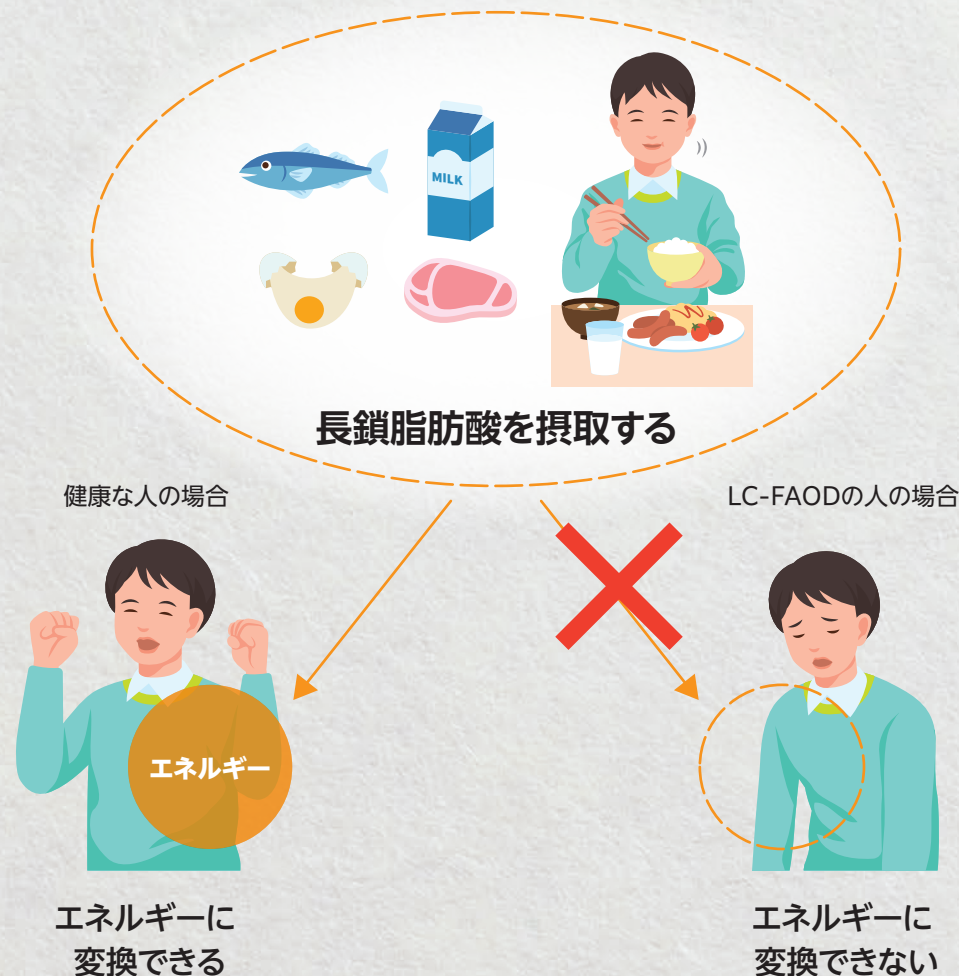 MILK
長鎖脂肪酸を摂取する
健康な人の場合
LC-FAODの人の場合
エネルギー
エネルギーに
変換できる
エネルギーに
変換できない